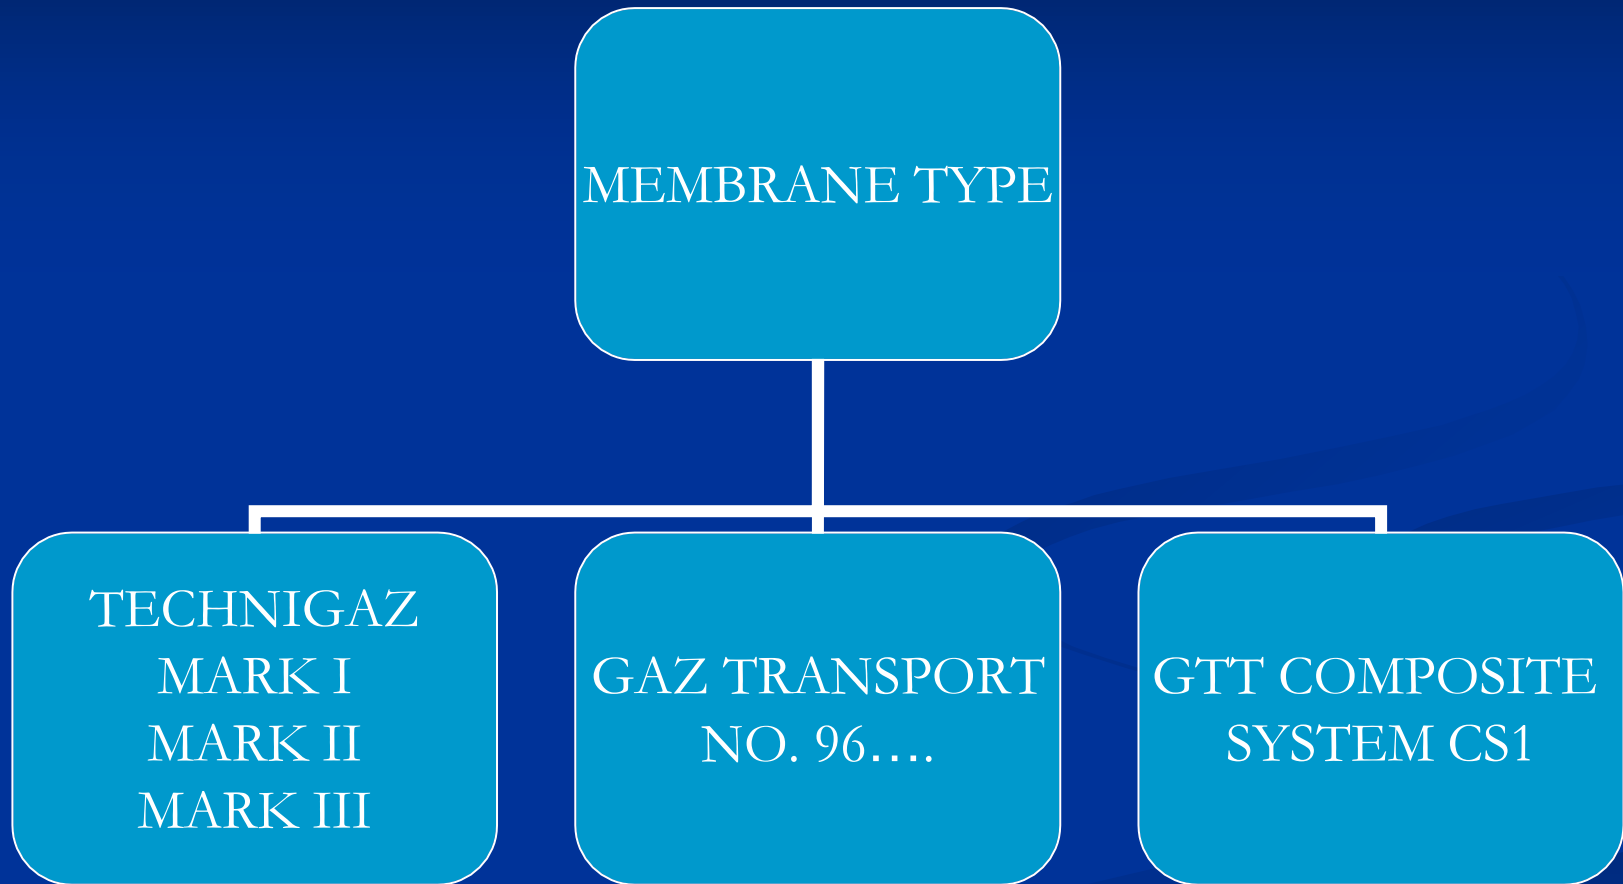 MEMBRANE TYPE
TECHNIGAZ
MARK I
MARK II
MARK III
GAZ TRANSPORT
NO. 96....
GTT COMPOSITE
SYSTEM CS1